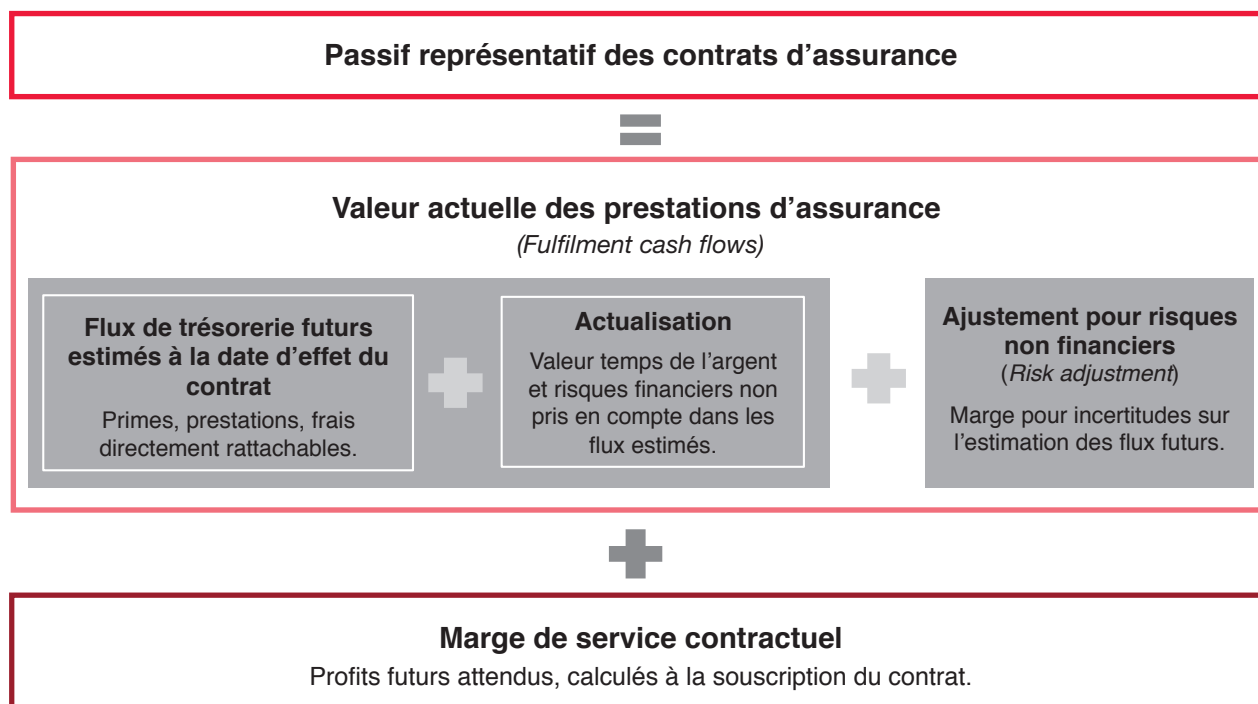 Passif représentatif des contrats d’assurance
Valeur actuelle des prestations d’assurance
(Fulfilment cash flows)
Flux de trésorerie futurs
estimés à la date d’effet du
contrat
Primes, prestations, frais
directement rattachables.
Actualisation
Valeur temps de l’argent
et risques financiers non
pris en compte dans les
flux estimés.
Ajustement pour risques
non financiers
(Risk adjustment)
Marge pour incertitudes sur
l’estimation des flux futurs.
Marge de service contractuel
Profits futurs attendus, calculés à la souscription du contrat.